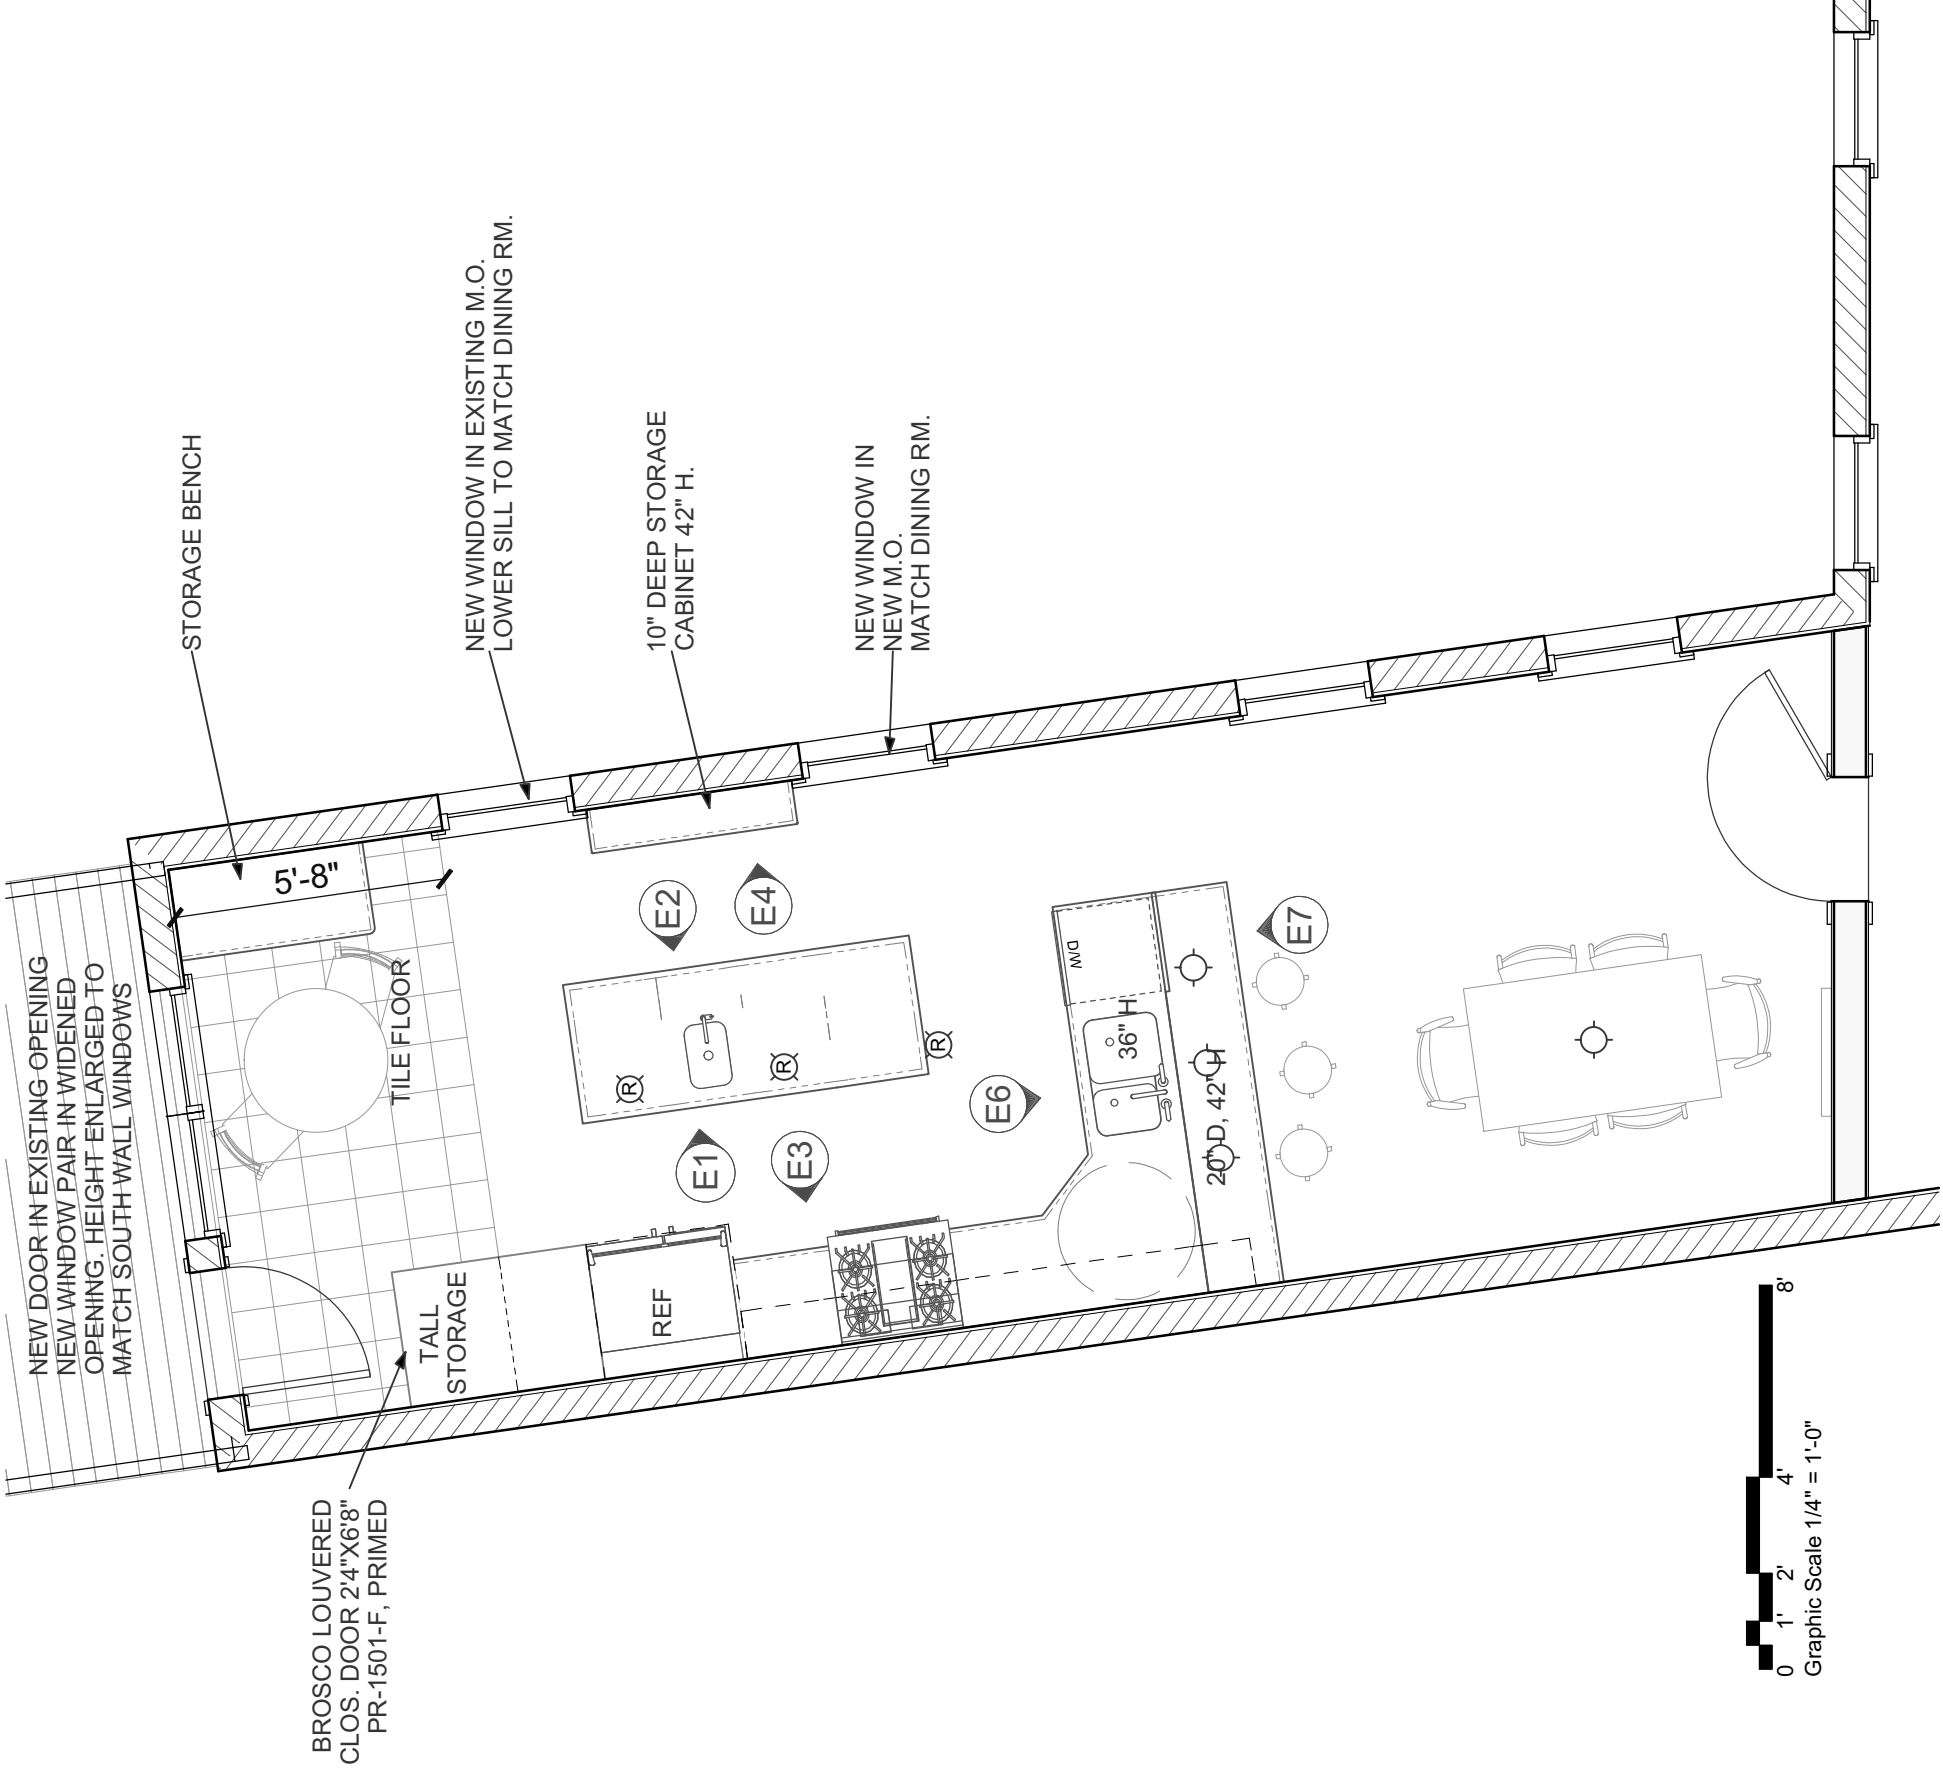 NEW DOOR IN EXISTING OPENING
NEW WINDOW PAIR IN WIDENED
OPENING. HEIGHT ENLARGED TO
MATCH SOUTH WALL WINDOWS
STORAGE BENCH
5'-8"
NEW WINDOW IN EXISTING M.O.
LOWER SILL TO MATCH DINING RM.
10" DEEP STORAGE
CABINET 42" H.
NEW WINDOW IN
NEW M.O.
MATCH DINING RM.
TILE FLOOR
BROSCO LOUVERED
CLOS. DOOR 2'4"X6'8"
PR-1501-F, PRIMED
TALL
STORAGE
REF
E1
E2
E3
E4
E6
E7
R
R
R
D/W
36" H
20" D, 42" H
0 1' 2' 4' 8'
Graphic Scale 1/4" = 1'-0"